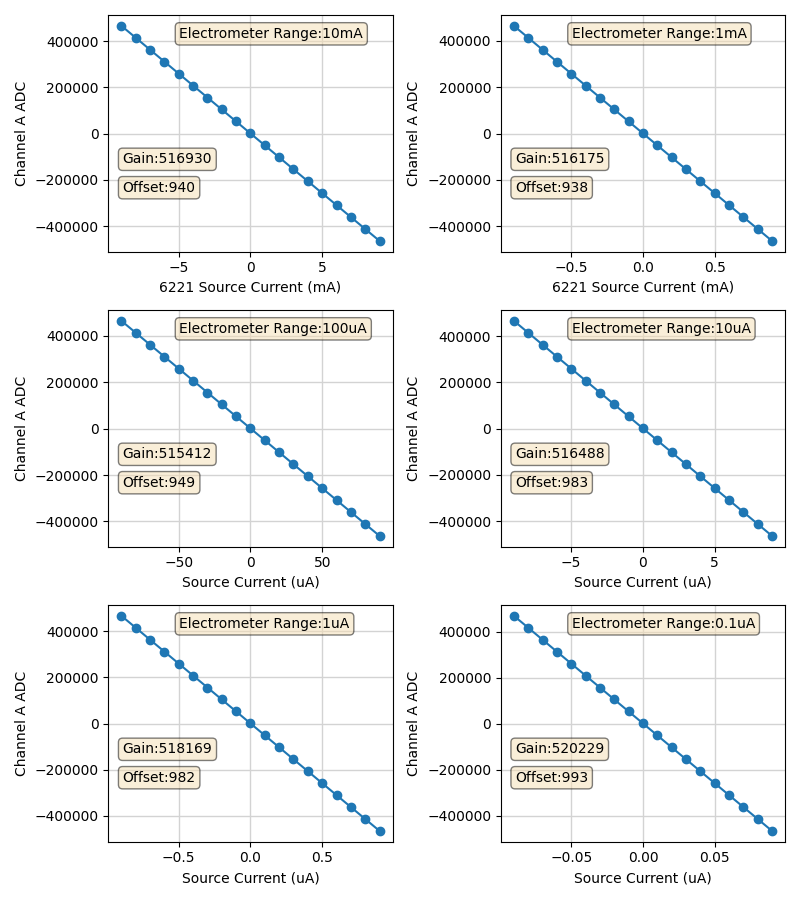 Electrometer Range:10mA
Channel A ADC
400000
200000
0
−200000
−400000
Gain:516930
Offset:940
−5 0 5
6221 Source Current (mA)
Electrometer Range:1mA
Channel A ADC
400000
200000
0
−200000
−400000
Gain:516175
Offset:938
−0.5 0.0 0.5
6221 Source Current (mA)
Electrometer Range:100uA
Channel A ADC
400000
200000
0
−200000
−400000
Gain:515412
Offset:949
−50 0 50
Source Current (uA)
Electrometer Range:10uA
Channel A ADC
400000
200000
0
−200000
−400000
Gain:516488
Offset:983
−5 0 5
Source Current (uA)
Electrometer Range:1uA
Channel A ADC
400000
200000
0
−200000
−400000
Gain:518169
Offset:982
−0.5 0.0 0.5
Source Current (uA)
Electrometer Range:0.1uA
Channel A ADC
400000
200000
0
−200000
−400000
Gain:520229
Offset:993
−0.05 0.00 0.05
Source Current (uA)